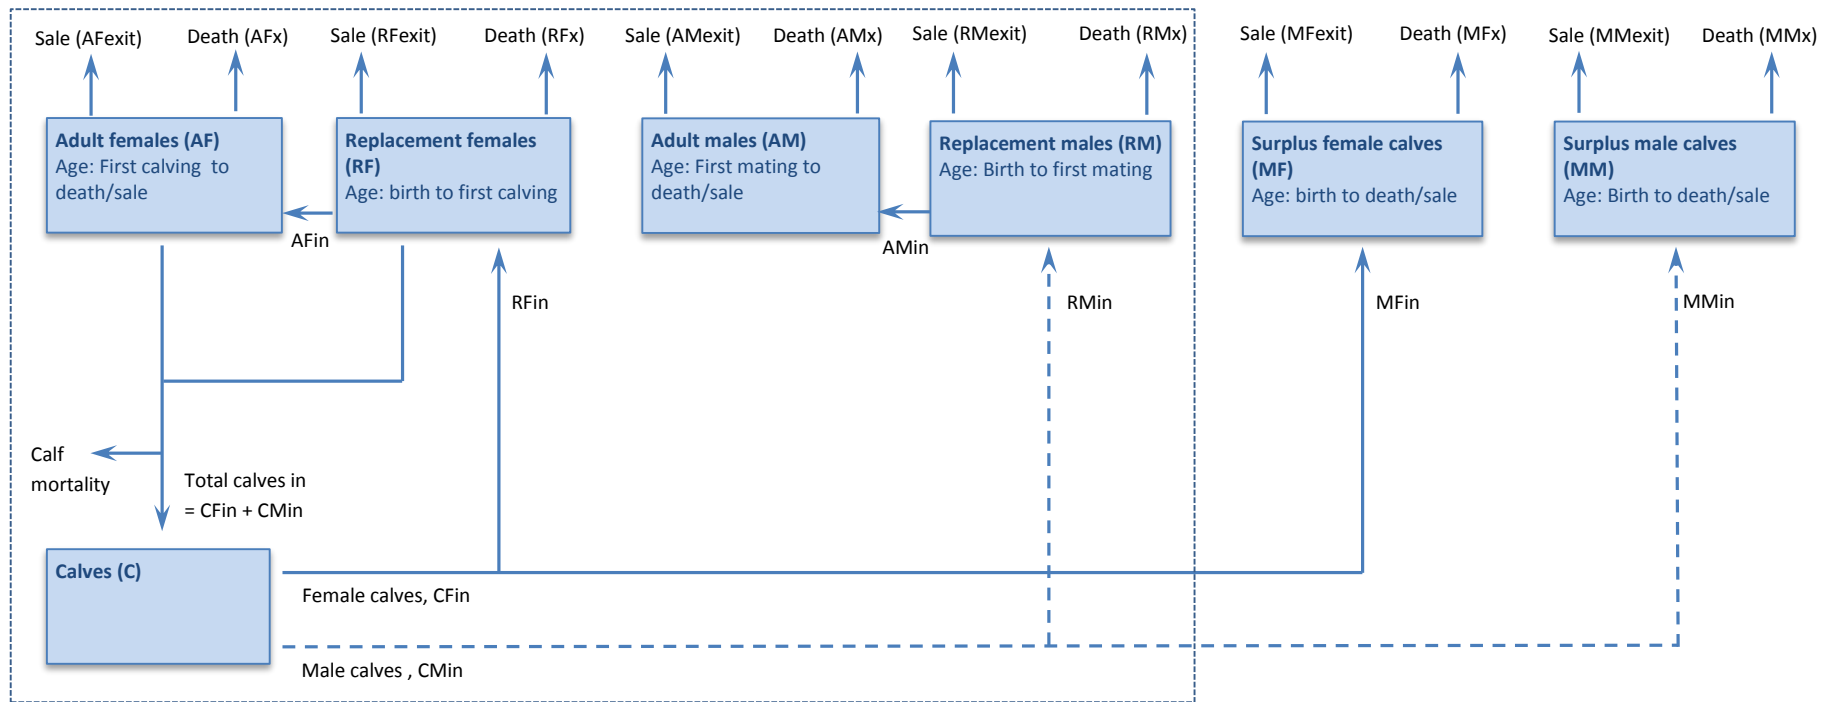 Sale (AFexit)
Death (AFx)
Sale (RFexit)
Death (RFx)
Sale (AMexit)
Death (AMx)
Sale (RMexit)
Death (RMx)
Sale (MFexit)
Death (MFx)
Sale (MMexit)
Death (MMx)
Adult females (AF)
Age: First calving to
death/sale
Replacement females
(RF)
Age: birth to first calving
Adult males (AM)
Age: First mating to
death/sale
Replacement males (RM)
Age: Birth to first mating
Surplus female calves
(MF)
Age: birth to death/sale
Surplus male calves
(MM)
Age: Birth to death/sale
AFin
AMin
RFin
RMin
MFin
MMin
Calf
mortality
Total calves in
= CFin + CMin
Calves (C)
Female calves, CFin
Male calves , CMin